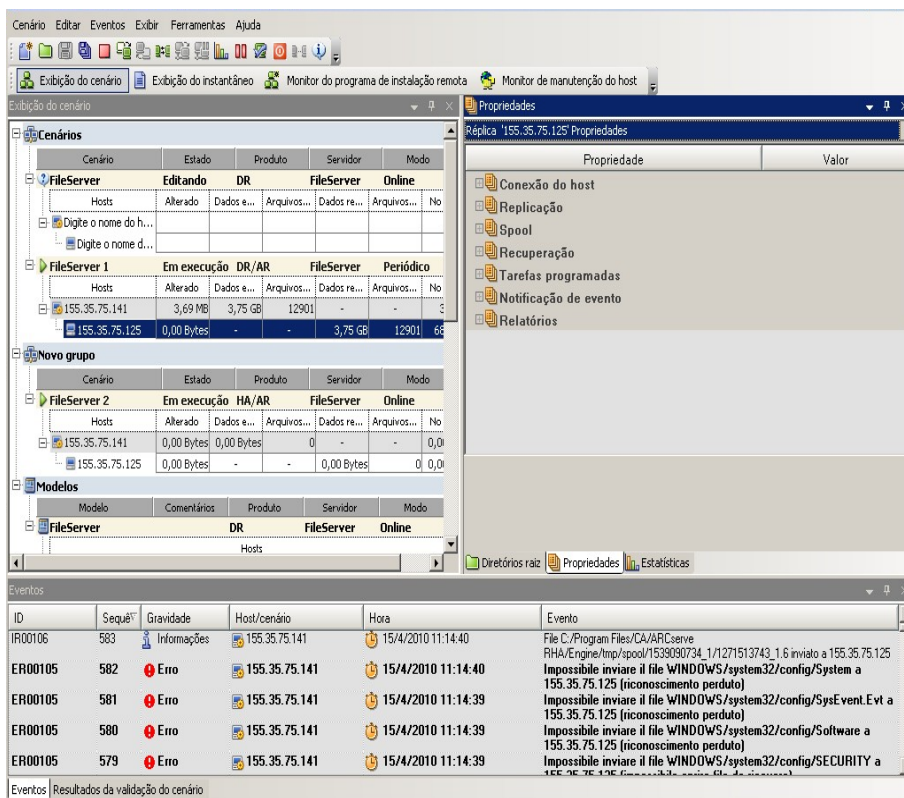 Cenário Editar Eventos Exibir Ferramentas Ajuda
Exibição do cenário Exibição do instantâneo Monitor do programa de instalação remota Monitor de manutenção do host
Exibição do cenário
Cenários
Cenário Estado Produto Servidor Modo
FileServer Editando DR FileServer Online
Hosts Alterado Dados e... Arquivos... Dados re... Arquivos... No
Digite o nome do h...
Digite o nome d...
FileServer 1 Em execução DR/AR FileServer Periódico
Hosts Alterado Dados e... Arquivos... Dados re... Arquivos... No
155.35.75.141 3,69 MB 3,75 GB 12901 - - 3
155.35.75.125 0,00 Bytes - - 3,75 GB 12901 68
Novo grupo
Cenário Estado Produto Servidor Modo
FileServer 2 Em execução HA/AR FileServer Online
Hosts Alterado Dados e... Arquivos... Dados re... Arquivos... No
155.35.75.141 0,00 Bytes 0,00 Bytes 0 - - 0,0
155.35.75.125 0,00 Bytes - - 0,00 Bytes 0 0,0
Modelos
Modelo Comentários Produto Servidor Modo
FileServer DR FileServer Online
Hosts
Propriedades
Réplica '155.35.75.125' Propriedades
Propriedade Valor
Conexão do host
Replicação
Spool
Recuperação
Tarefas programadas
Notificação de evento
Relatórios
Diretórios raiz Propriedades Estatísticas
Eventos
ID Sequê Gravidade Host/cenário Hora Evento
IR00106 583 Informações 155.35.75.141 15/4/2010 11:14:40 File C:/Program Files/CA/ARCserve
RHA/Engine/tmp/spool/1539090734_1/1271513743_1.6 inviato a 155.35.75.125
ER00105 582 Erro 155.35.75.141 15/4/2010 11:14:40 Impossibile inviare il file WINDOWS/system32/config/System a
155.35.75.125 (riconoscimento perduto)
ER00105 581 Erro 155.35.75.141 15/4/2010 11:14:39 Impossibile inviare il file WINDOWS/system32/config/SysEvent.Evt a
155.35.75.125 (riconoscimento perduto)
ER00105 580 Erro 155.35.75.141 15/4/2010 11:14:39 Impossibile inviare il file WINDOWS/system32/config/Software a
155.35.75.125 (riconoscimento perduto)
ER00105 579 Erro 155.35.75.141 15/4/2010 11:14:39 Impossibile inviare il file WINDOWS/system32/config/SECURITY a
Eventos Resultados da validação do cenário